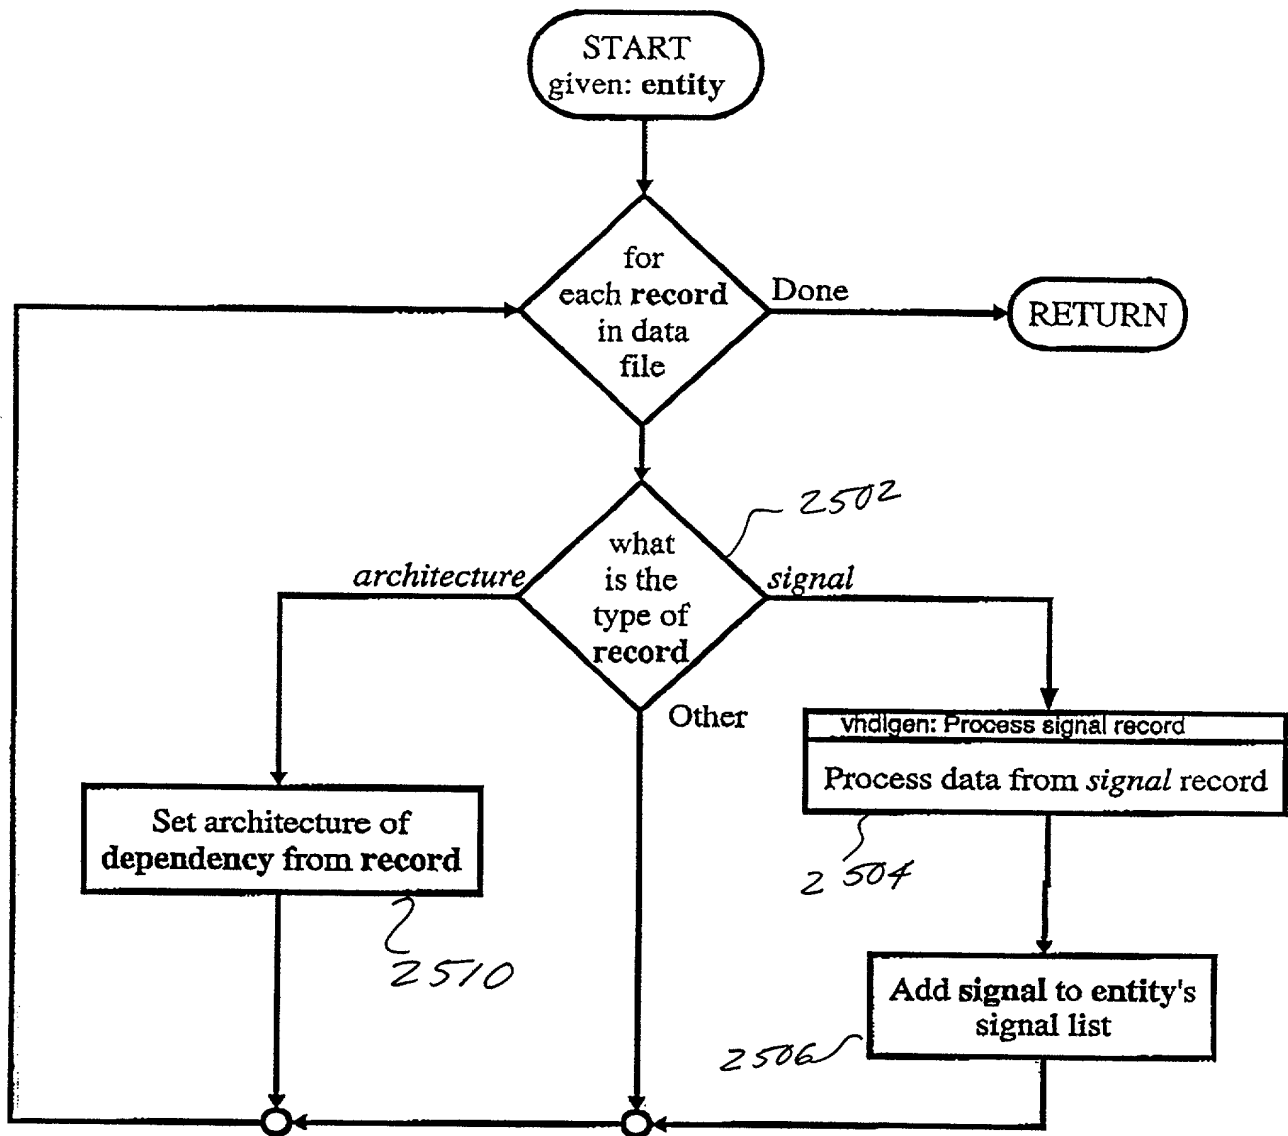 START
given: entity
for
each record
in data
file
Done
RETURN
2502
what
is the
type of
record
architecture
signal
Other
vhdlgen: Process signal record
Process data from signal record
2504
Set architecture of
dependency from record
2510
Add signal to entity's
signal list
2506